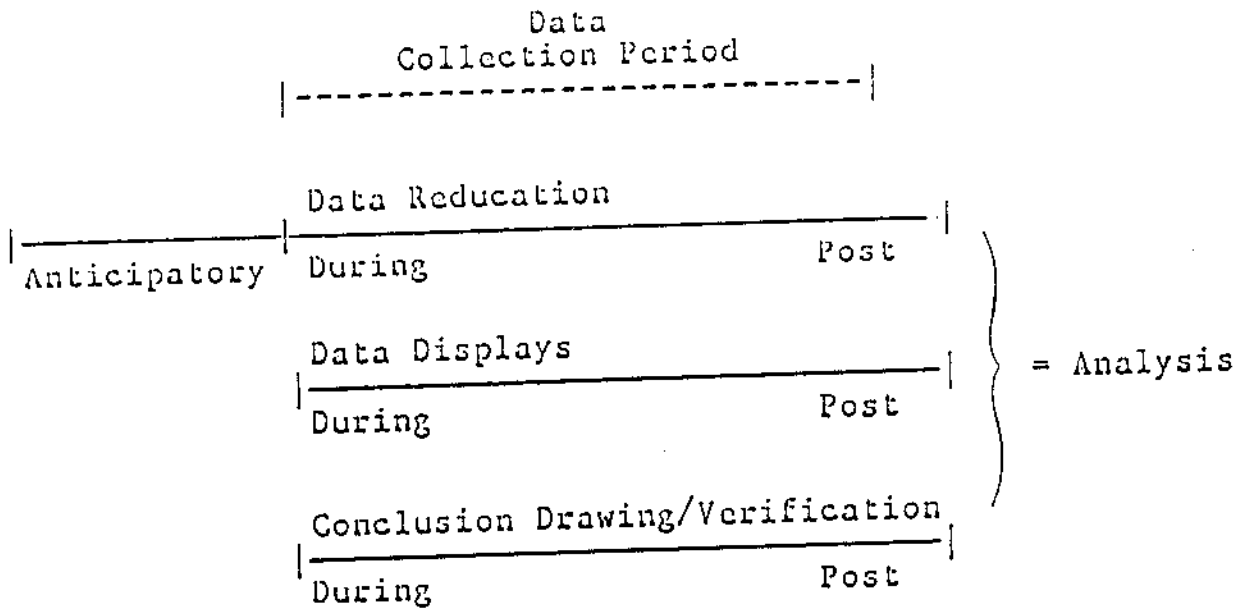 Data
Collection Period
Data Reducation
Anticipatory During Post
Data Displays
During Post
= Analysis
Conclusion Drawing/Verification
During Post